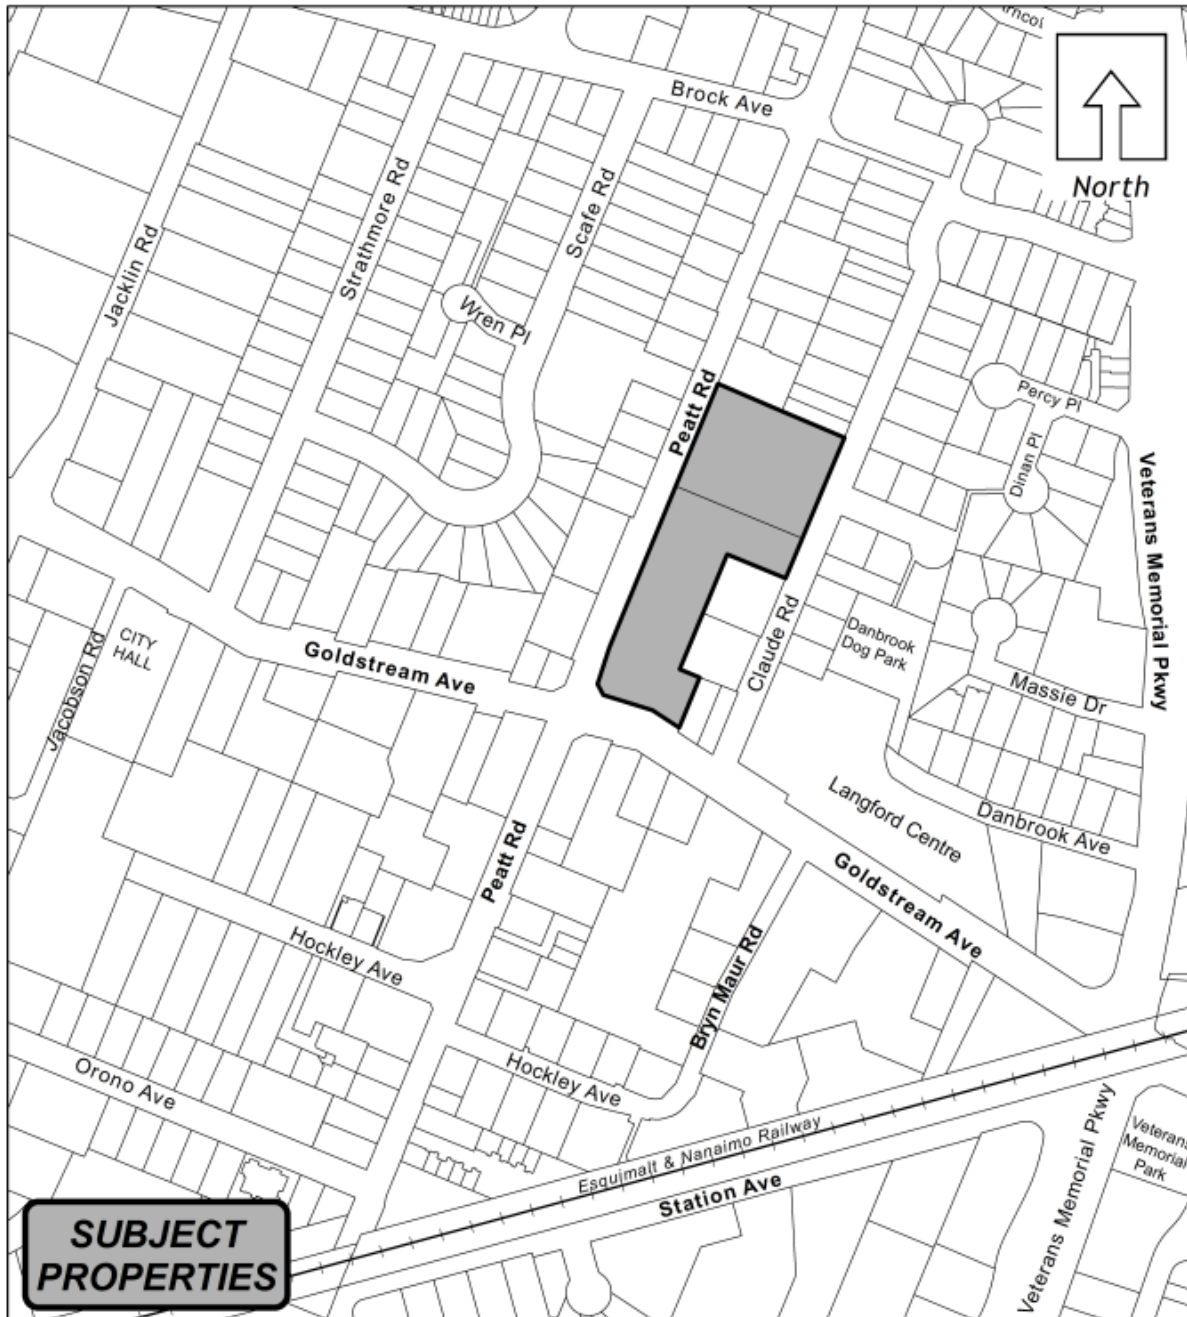 Brock Ave
North
Jacklin Rd
Strathmore Rd
Scafe Rd
Wren Pl
Peatt Rd
Percy Pl
Dinan Pl
Veterans Memorial Pkwy
CITY
HALL
Jacobson Rd
Goldstream Ave
Claude Rd
Danbrook
Dog Park
Massie Dr
Langford Centre
Danbrook Ave
Peatt Rd
Goldstream Ave
Hockley Ave
Bryn Maur Rd
Orono Ave
Hockley Ave
Esquimalt & Nanaimo Railway
Station Ave
Veterans Memorial Pkwy
Veterans
Memorial
Park
SUBJECT
PROPERTIES